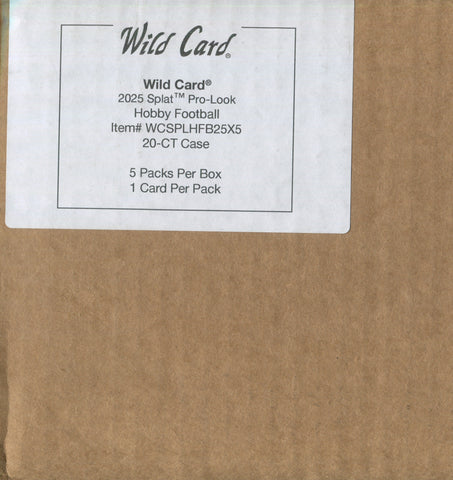 Wild Card®
Wild Card®
2025 Splat™ Pro-Look
Hobby Football
Item# WCSPLHFB25X5
20-CT Case
5 Packs Per Box
1 Card Per Pack